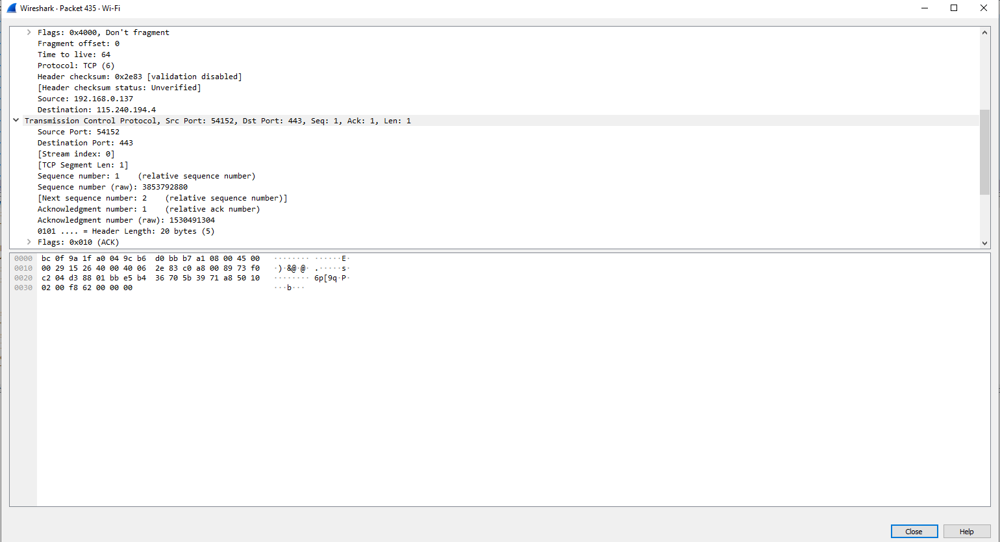 Wireshark · Packet 435 · Wi-Fi
Flags: 0x4000, Don't fragment
Fragment offset: 0
Time to live: 64
Protocol: TCP (6)
Header checksum: 0x2e83 [validation disabled]
[Header checksum status: Unverified]
Source: 192.168.0.137
Destination: 115.240.194.4
Transmission Control Protocol, Src Port: 54152, Dst Port: 443, Seq: 1, Ack: 1, Len: 1
Source Port: 54152
Destination Port: 443
[Stream index: 0]
[TCP Segment Len: 1]
Sequence number: 1    (relative sequence number)
Sequence number (raw): 3853792880
[Next sequence number: 2    (relative sequence number)]
Acknowledgment number: 1    (relative ack number)
Acknowledgment number (raw): 1530491304
0101 .... = Header Length: 20 bytes (5)
Flags: 0x010 (ACK)
0000 bc 0f 9a 1f a0 04 9c b6  d0 bb b7 a1 08 00 45 00   ········ ······E·
0010 00 29 15 26 40 00 40 06  2e 83 c0 a8 00 89 73 f0   ·)·&@·@· .·····s·
0020 c2 04 d3 88 01 bb e5 b4  36 70 5b 39 71 a8 50 10   ········ 6p[9q·P·
0030 02 00 f8 62 00 00 00   ···b···
Close Help